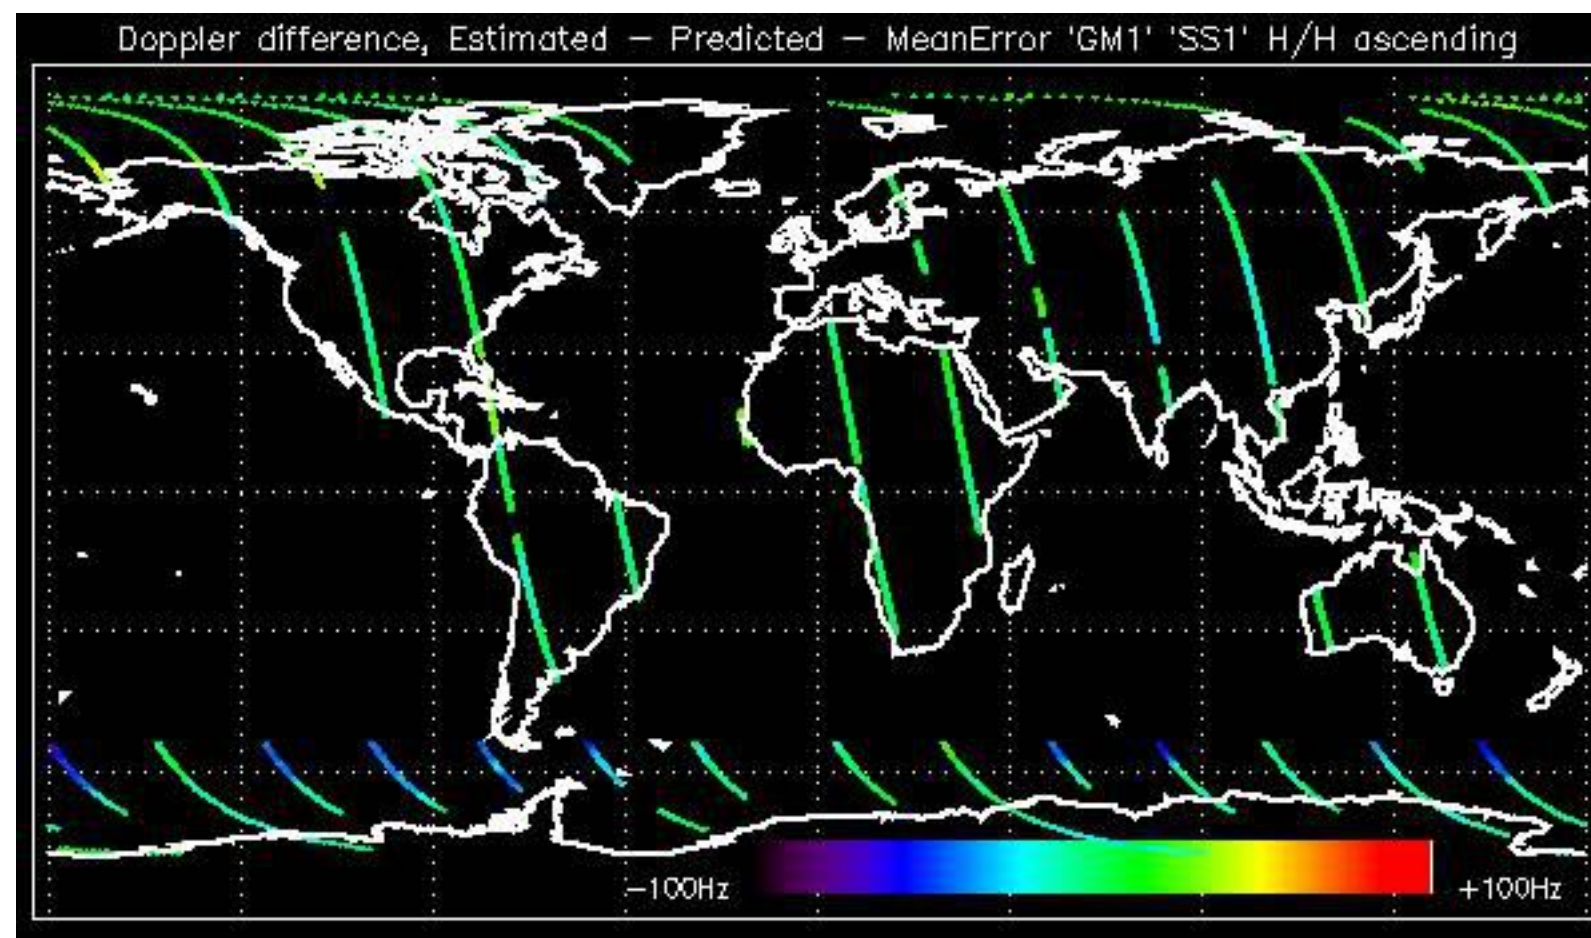 Doppler difference, Estimated – Predicted – MeanError 'GM1' 'SS1' H/H ascending
–100Hz
+100Hz